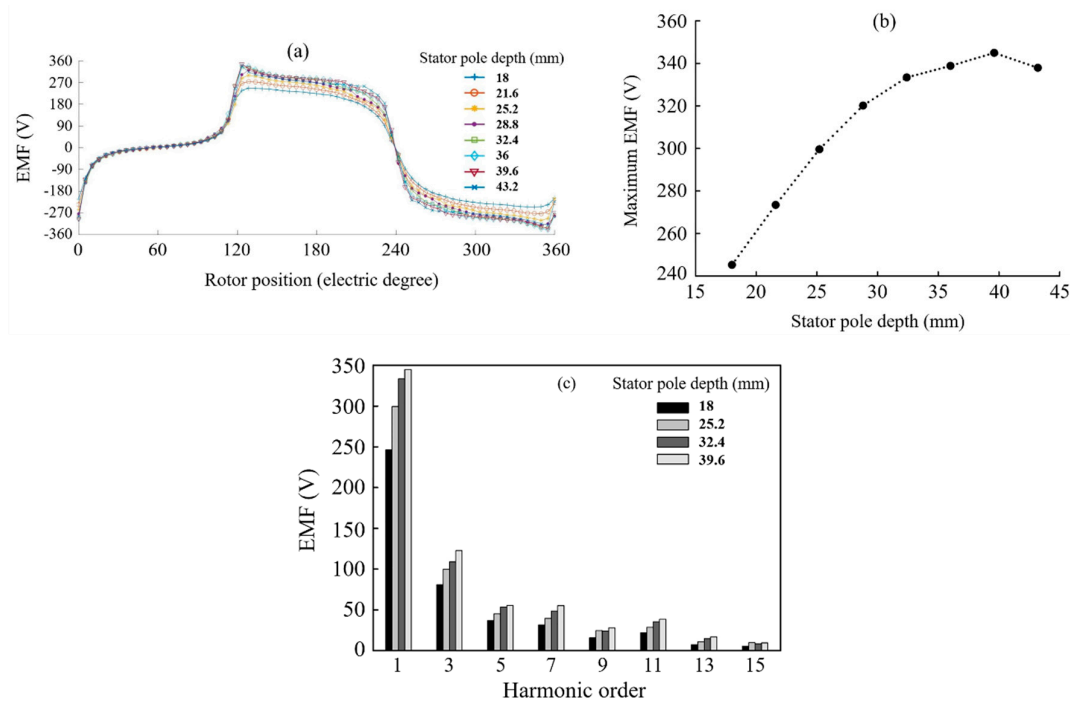 (a)
Stator pole depth (mm)
18
21.6
25.2
28.8
32.4
36
39.6
43.2
EMF (V)
360
270
180
90
0
-90
-180
-270
-360
0 60 120 180 240 300 360
Rotor position (electric degree)
(b)
Maximum EMF (V)
360
340
320
300
280
260
240
15 20 25 30 35 40 45
Stator pole depth (mm)
(c)
Stator pole depth (mm)
18
25.2
32.4
39.6
EMF (V)
350
300
250
200
150
100
50
0
1 3 5 7 9 11 13 15
Harmonic order